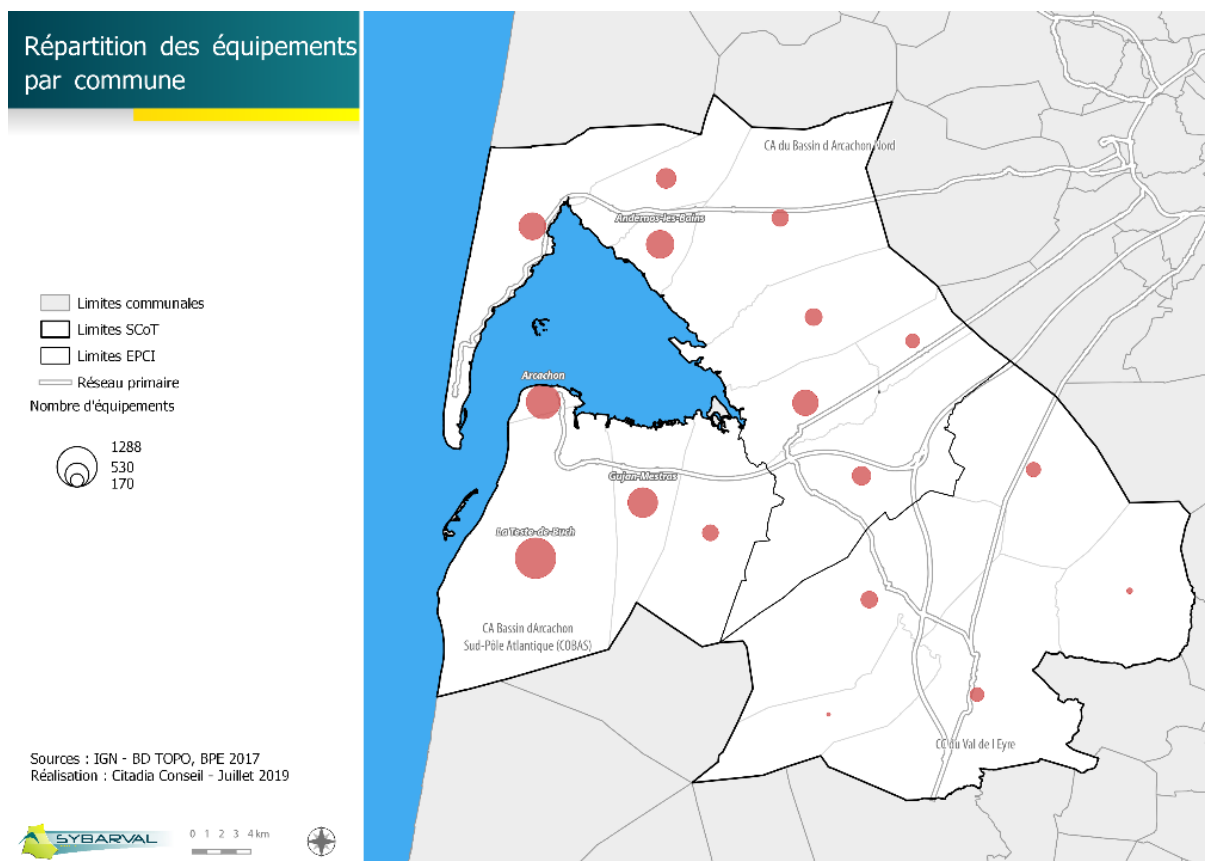 Répartition des équipements
par commune
Limites communales
Limites SCoT
Limites EPCI
Réseau primaire
Nombre d'équipements
1288
530
170
Sources : IGN - BD TOPO, BPE 2017
Réalisation : Citadia Conseil - Juillet 2019
SYBARVAL
0 1 2 3 4 km
CA du Bassin d Arcachon Nord
Andernos-les-Bains
Arcachon
Gujan-Mestras
La Teste-de-Buch
CA Bassin dArcachon
Sud-Pôle Atlantique (COBAS)
CC du Val de l Eyre